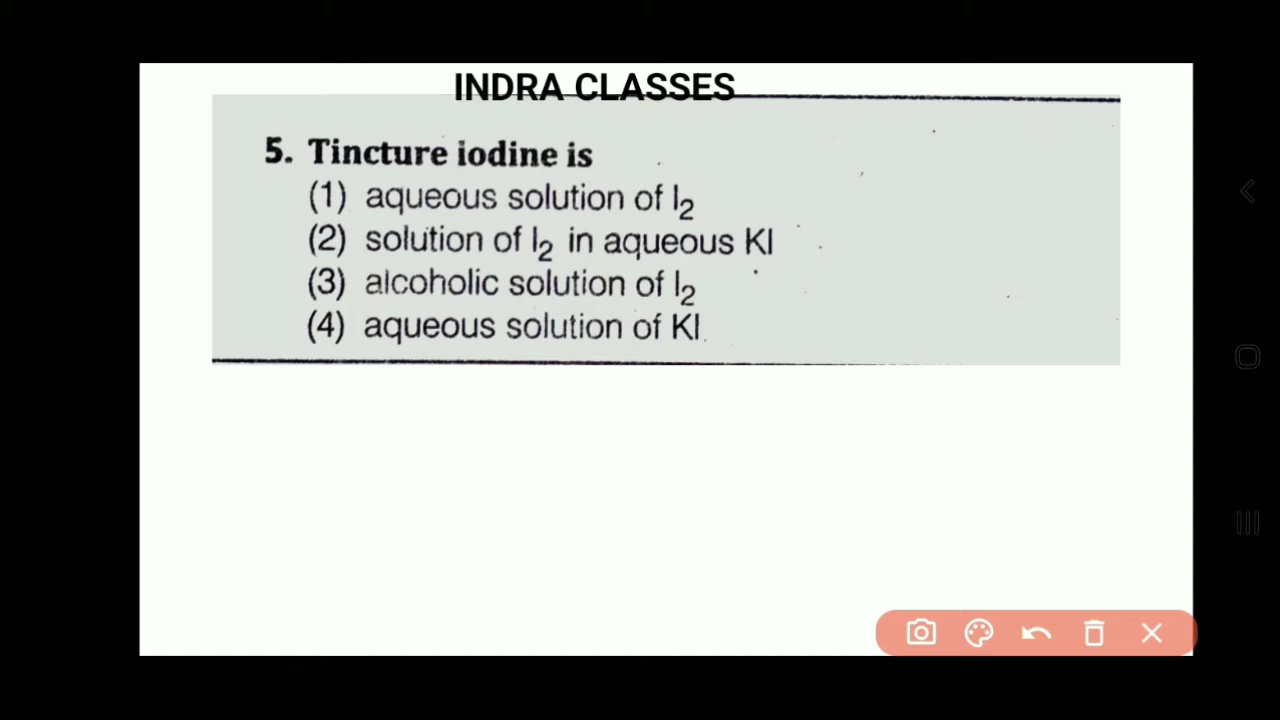 INDRA CLASSES
5. Tincture iodine is
(1) aqueous solution of I₂
(2) solution of I₂ in aqueous KI
(3) alcoholic solution of I₂
(4) aqueous solution of KI.